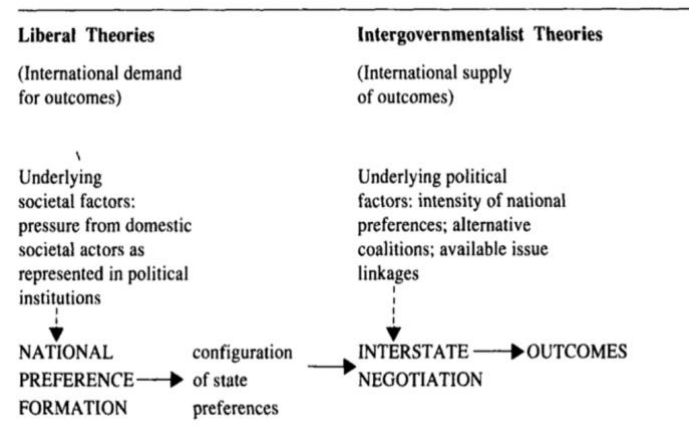 Liberal Theories
(International demand
for outcomes)
Underlying
societal factors:
pressure from domestic
societal actors as
represented in political
institutions
NATIONAL
PREFERENCE
FORMATION
configuration
of state
preferences
Intergovernmentalist Theories
(International supply
of outcomes)
Underlying political
factors: intensity of national
preferences; alternative
coalitions; available issue
linkages
INTERSTATE
NEGOTIATION
OUTCOMES